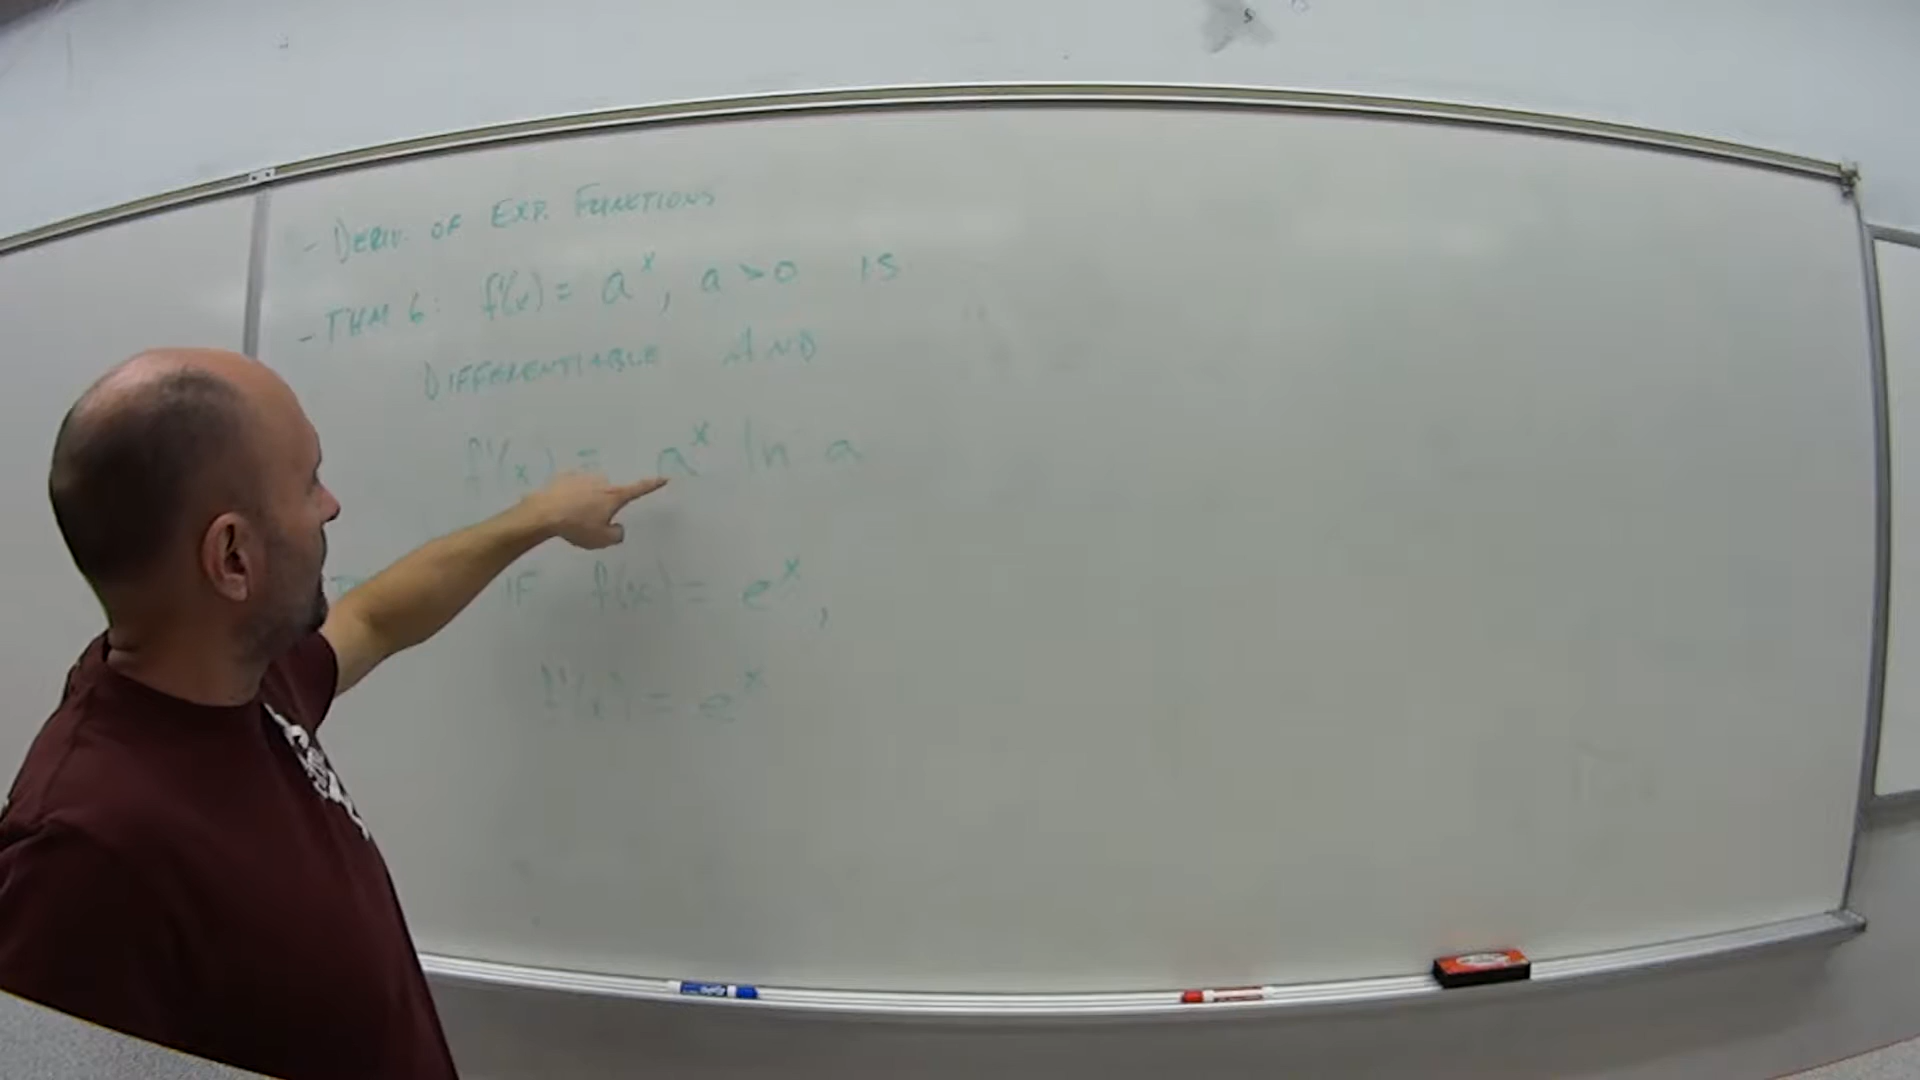 - DERIV. OF EXP. FUNCTIONS
- THM 6: f(x) = a^x, a > 0 IS
DIFFERENTIABLE AND
f'(x) = a^x ln a
IF f(x) = e^x,
f'(x) = e^x